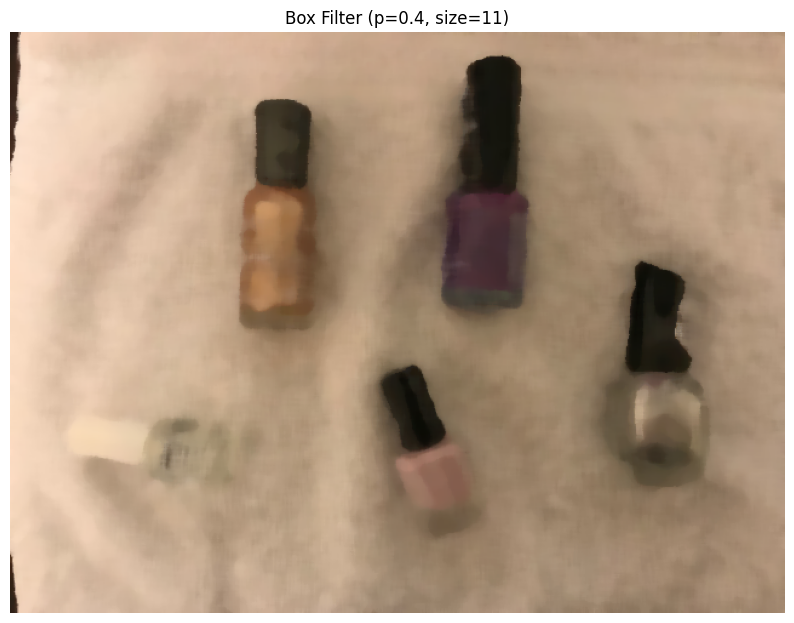 Box Filter (p=0.4, size=11)